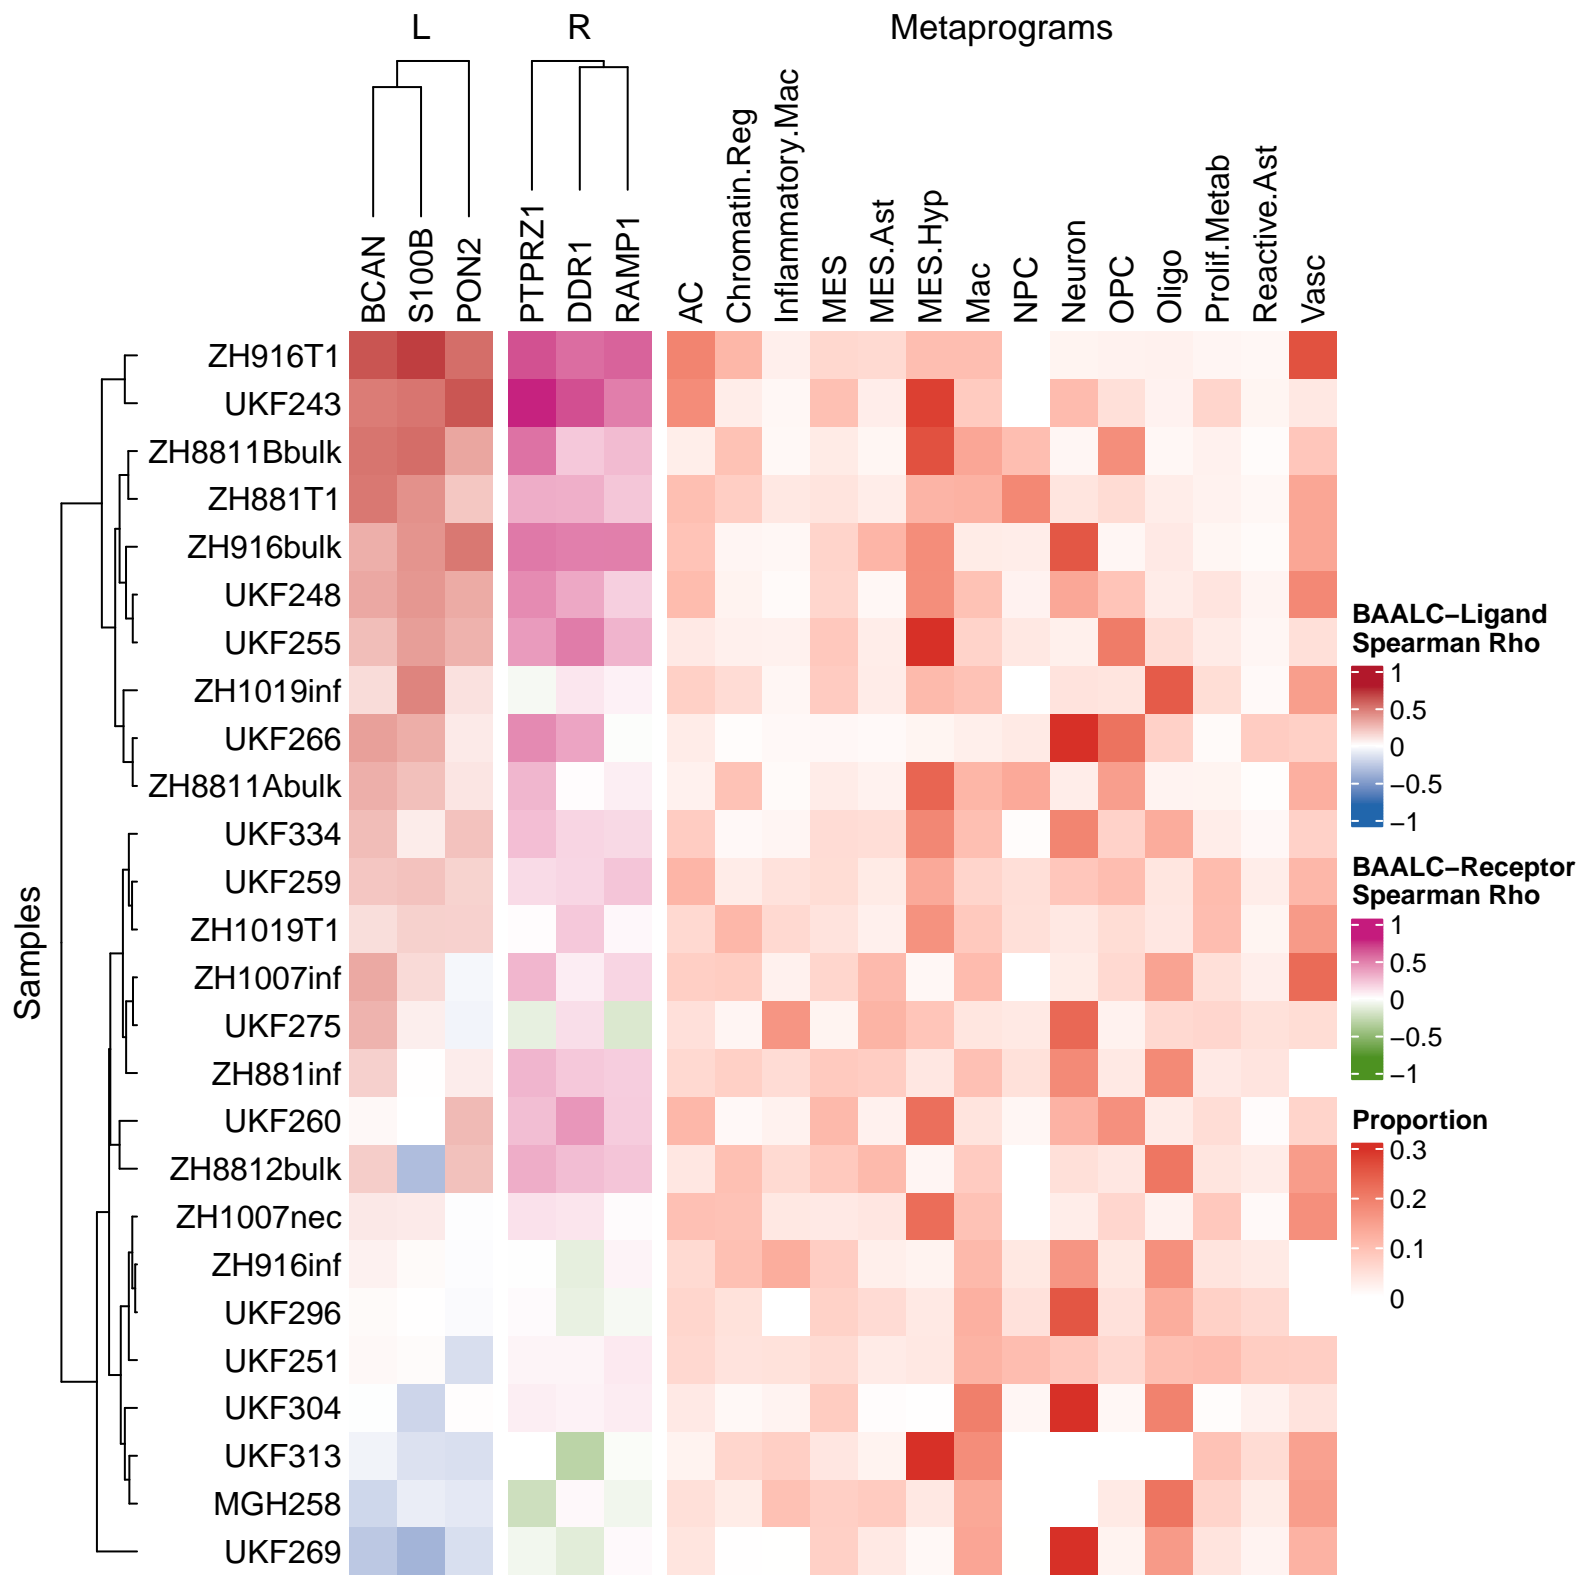 L
R
Metaprograms
BCAN
S100B
PON2
PTPRZ1
DDR1
RAMP1
AC
Chromatin.Reg
Inflammatory.Mac
MES
MES.Ast
MES.Hyp
Mac
NPC
Neuron
OPC
Oligo
Prolif.Metab
Reactive.Ast
Vasc
Samples
ZH916T1
UKF243
ZH8811Bbulk
ZH881T1
ZH916bulk
UKF248
UKF255
ZH1019inf
UKF266
ZH8811Abulk
UKF334
UKF259
ZH1019T1
ZH1007inf
UKF275
ZH881inf
UKF260
ZH8812bulk
ZH1007nec
ZH916inf
UKF296
UKF251
UKF304
UKF313
MGH258
UKF269
BAALC−Ligand
Spearman Rho
1
0.5
0
−0.5
−1
BAALC−Receptor
Spearman Rho
1
0.5
0
−0.5
−1
Proportion
0.3
0.2
0.1
0